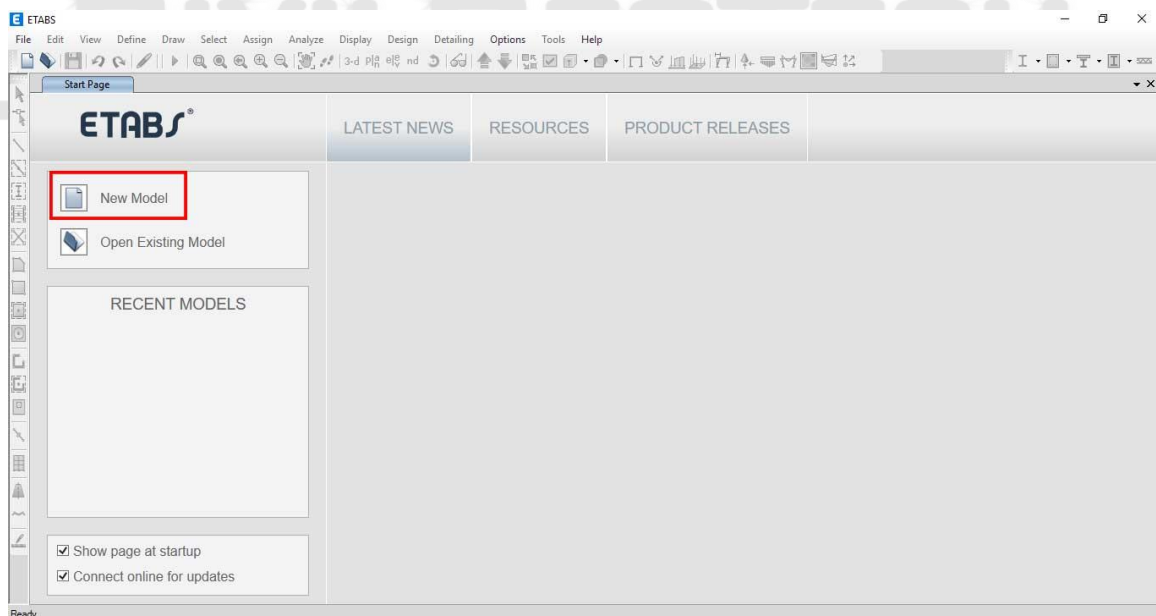 ETABS
File Edit View Define Draw Select Assign Analyze Display Design Detailing Options Tools Help
3-d nd
Start Page
ETABS®
LATEST NEWS RESOURCES PRODUCT RELEASES
New Model
Open Existing Model
RECENT MODELS
Show page at startup
Connect online for updates
Ready